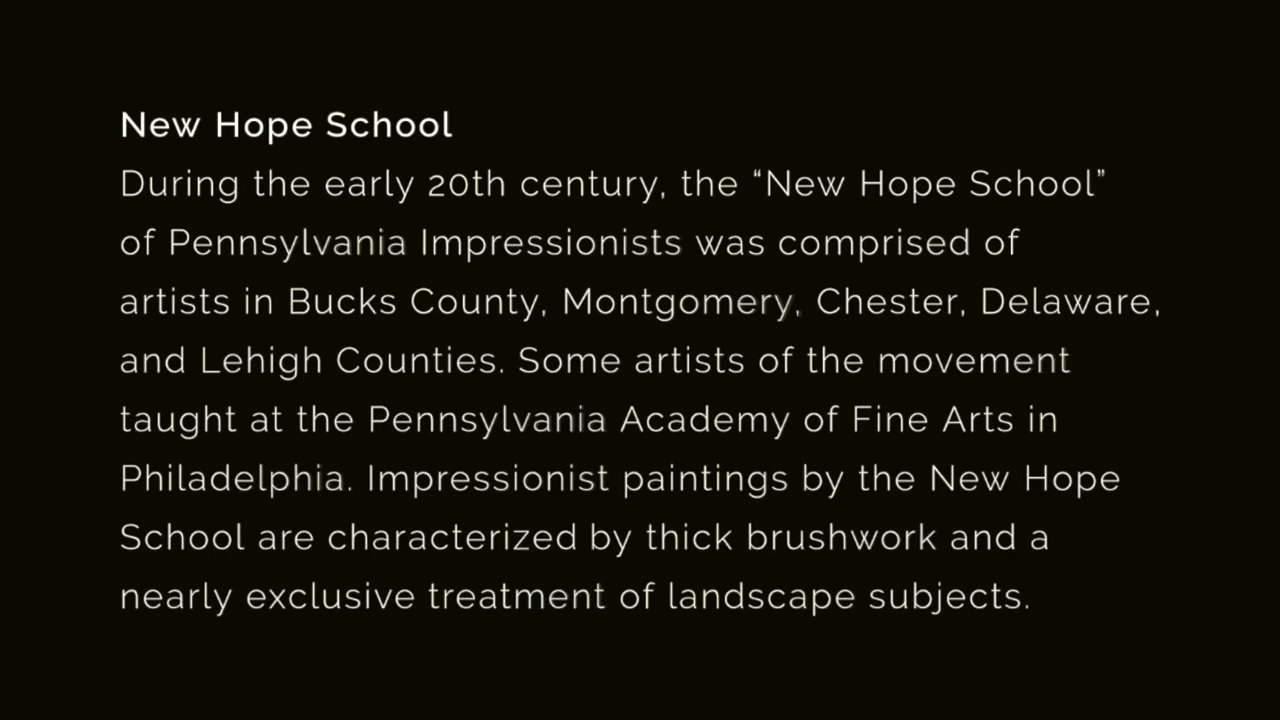 New Hope School
During the early 20th century, the “New Hope School”
of Pennsylvania Impressionists was comprised of
artists in Bucks County, Montgomery, Chester, Delaware,
and Lehigh Counties. Some artists of the movement
taught at the Pennsylvania Academy of Fine Arts in
Philadelphia. Impressionist paintings by the New Hope
School are characterized by thick brushwork and a
nearly exclusive treatment of landscape subjects.